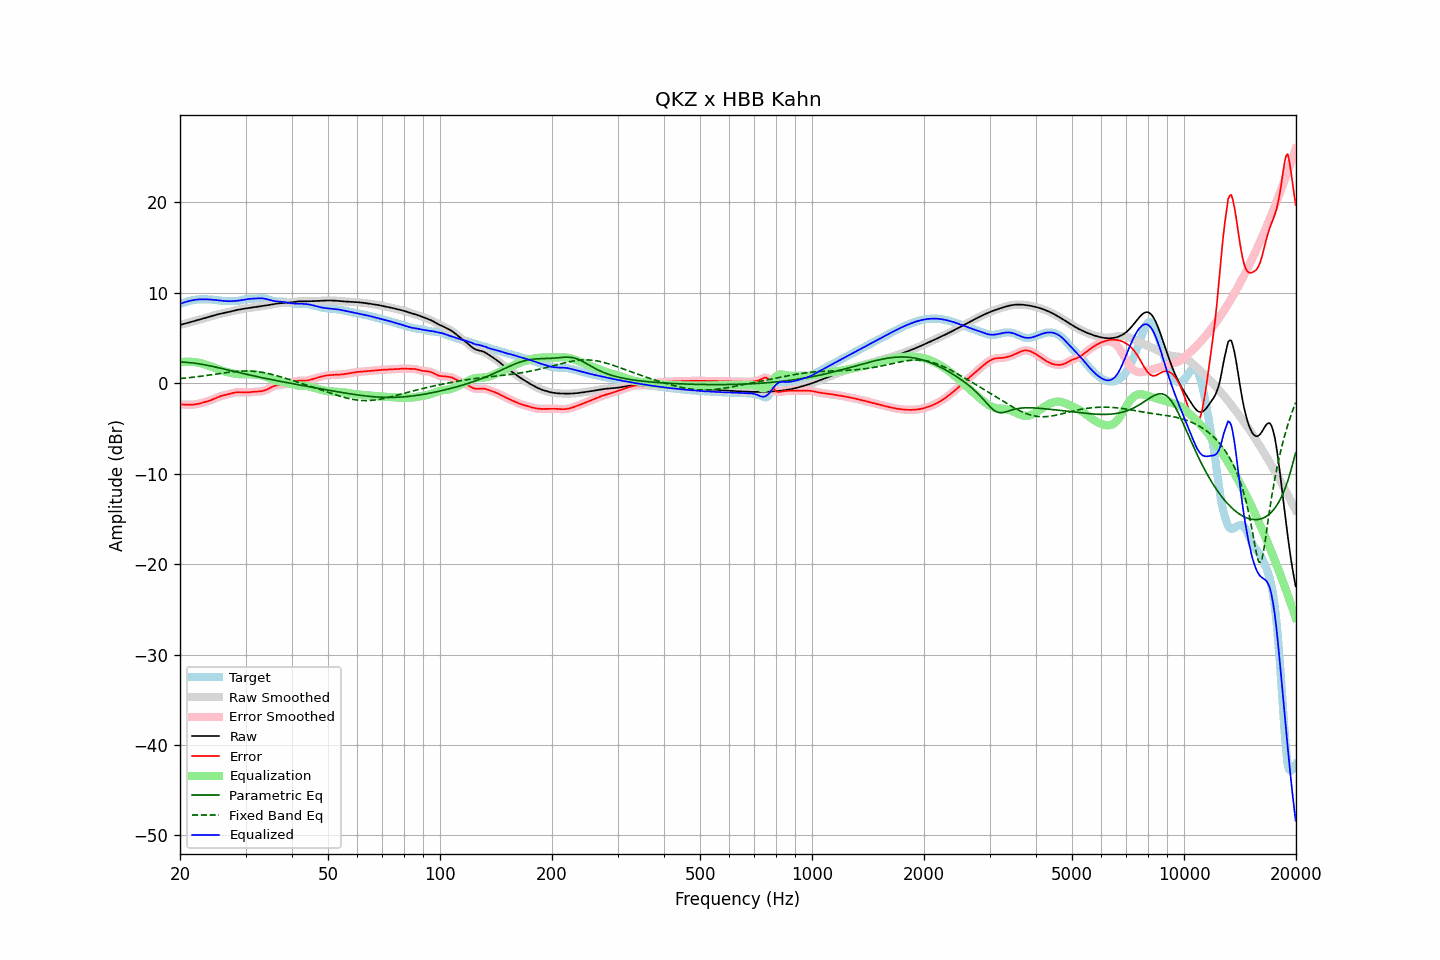 QKZ x HBB Kahn
Amplitude (dBr)
20
10
0
−10
−20
−30
−40
−50
Target
Raw Smoothed
Error Smoothed
Raw
Error
Equalization
Parametric Eq
Fixed Band Eq
Equalized
20 50 100 200 500 1000 2000 5000 10000 20000
Frequency (Hz)